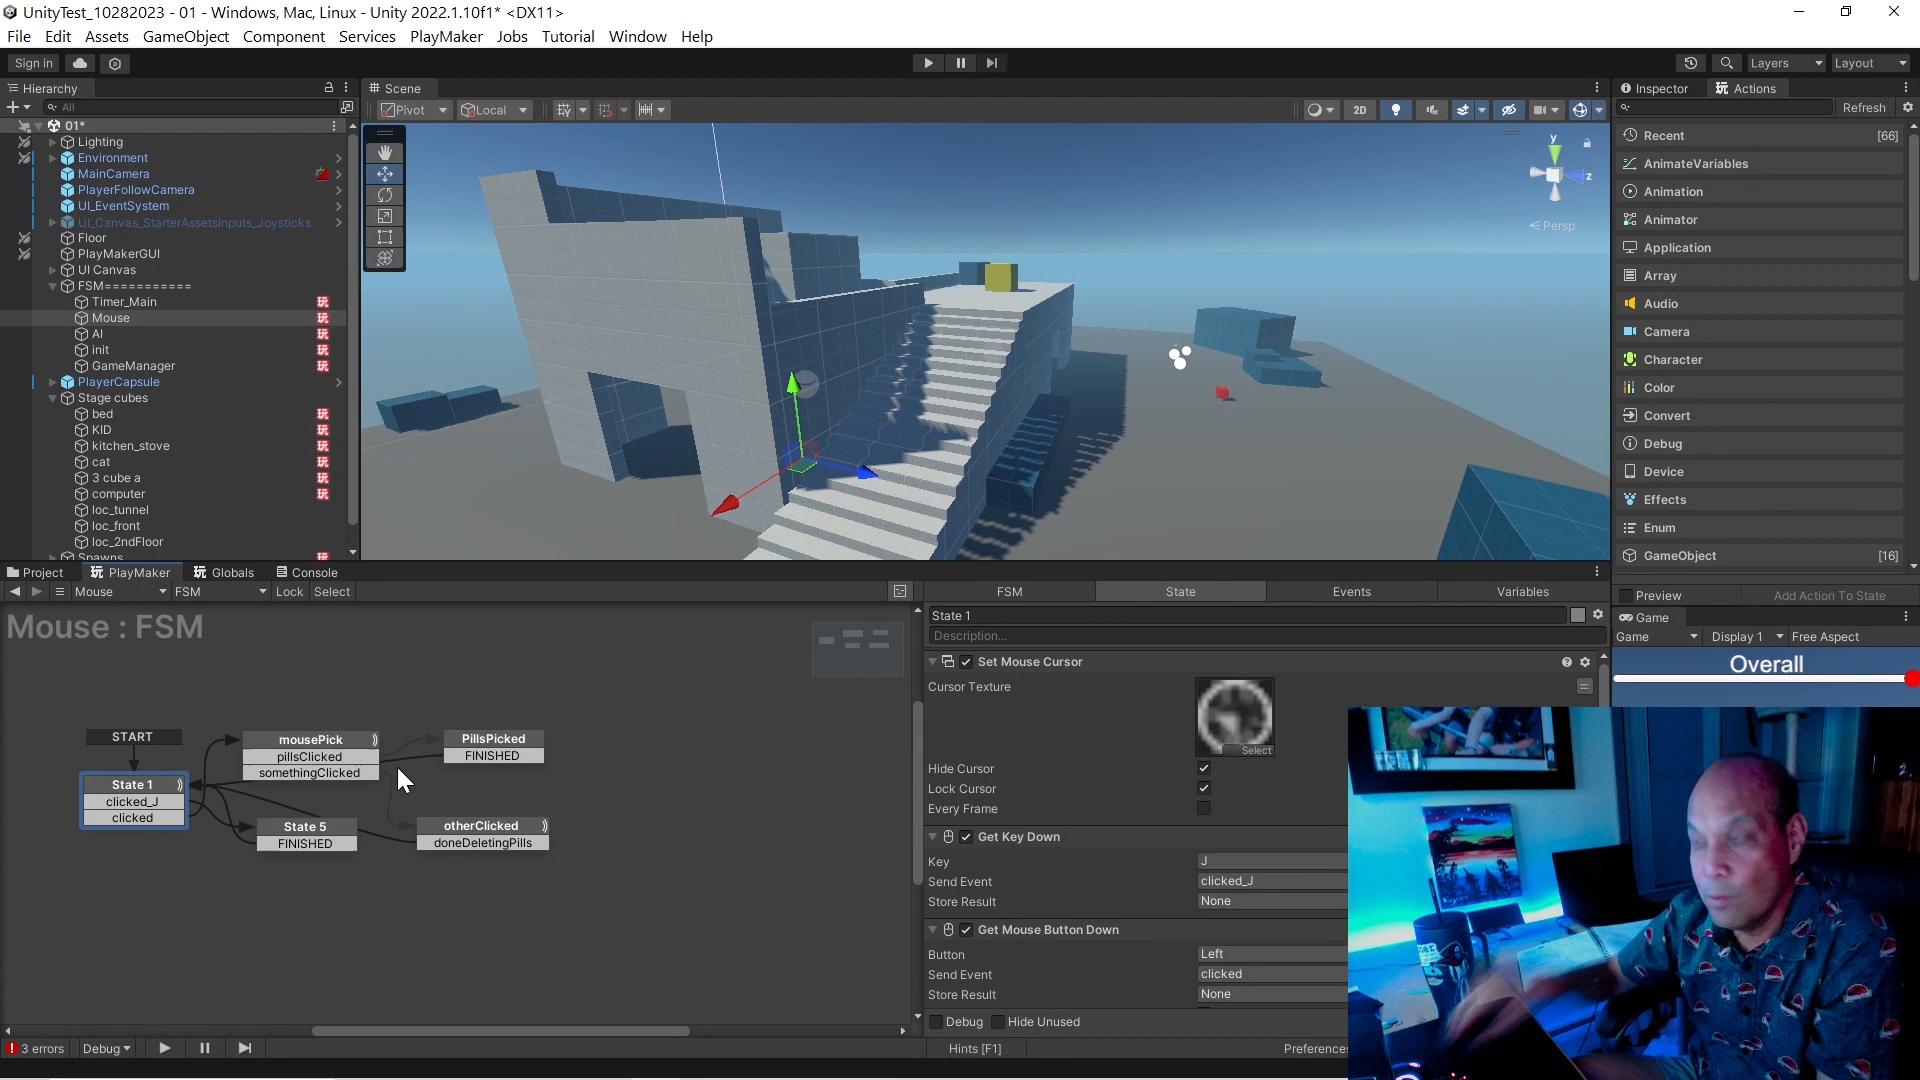 UnityTest_10282023 - 01 - Windows, Mac, Linux - Unity 2022.1.10f1* <DX11>
File Edit Assets GameObject Component Services PlayMaker Jobs Tutorial Window Help
Sign in
Layers
Layout
Hierarchy
All
01*
Lighting
Environment
MainCamera
PlayerFollowCamera
UI_EventSystem
UI_Canvas_StarterAssetsInputs_Joysticks
Floor
PlayMakerGUI
UI Canvas
FSM===========
Timer_Main
Mouse
AI
init
GameManager
PlayerCapsule
Stage cubes
bed
KID
kitchen_stove
cat
3 cube a
computer
loc_tunnel
loc_front
loc_2ndFloor
Spawns
Scene
Pivot
Local
2D
y
z
Persp
Inspector
Actions
Refresh
Recent [66]
AnimateVariables
Animation
Animator
Application
Array
Audio
Camera
Character
Color
Convert
Debug
Device
Effects
Enum
GameObject [16]
Preview
Add Action To State
Game
Game
Display 1
Free Aspect
Overall
Project
PlayMaker
Globals
Console
Mouse
FSM
Lock
Select
Mouse : FSM
START
State 1
clicked_J
clicked
mousePick
pillsClicked
somethingClicked
PillsPicked
FINISHED
State 5
FINISHED
otherClicked
doneDeletingPills
FSM
State
Events
Variables
State 1
Description...
Set Mouse Cursor
Cursor Texture
Select
Hide Cursor
Lock Cursor
Every Frame
Get Key Down
Key J
Send Event clicked_J
Store Result None
Get Mouse Button Down
Button Left
Send Event clicked
Store Result None
Debug
Hide Unused
3 errors
Debug
Hints [F1]
Preferences